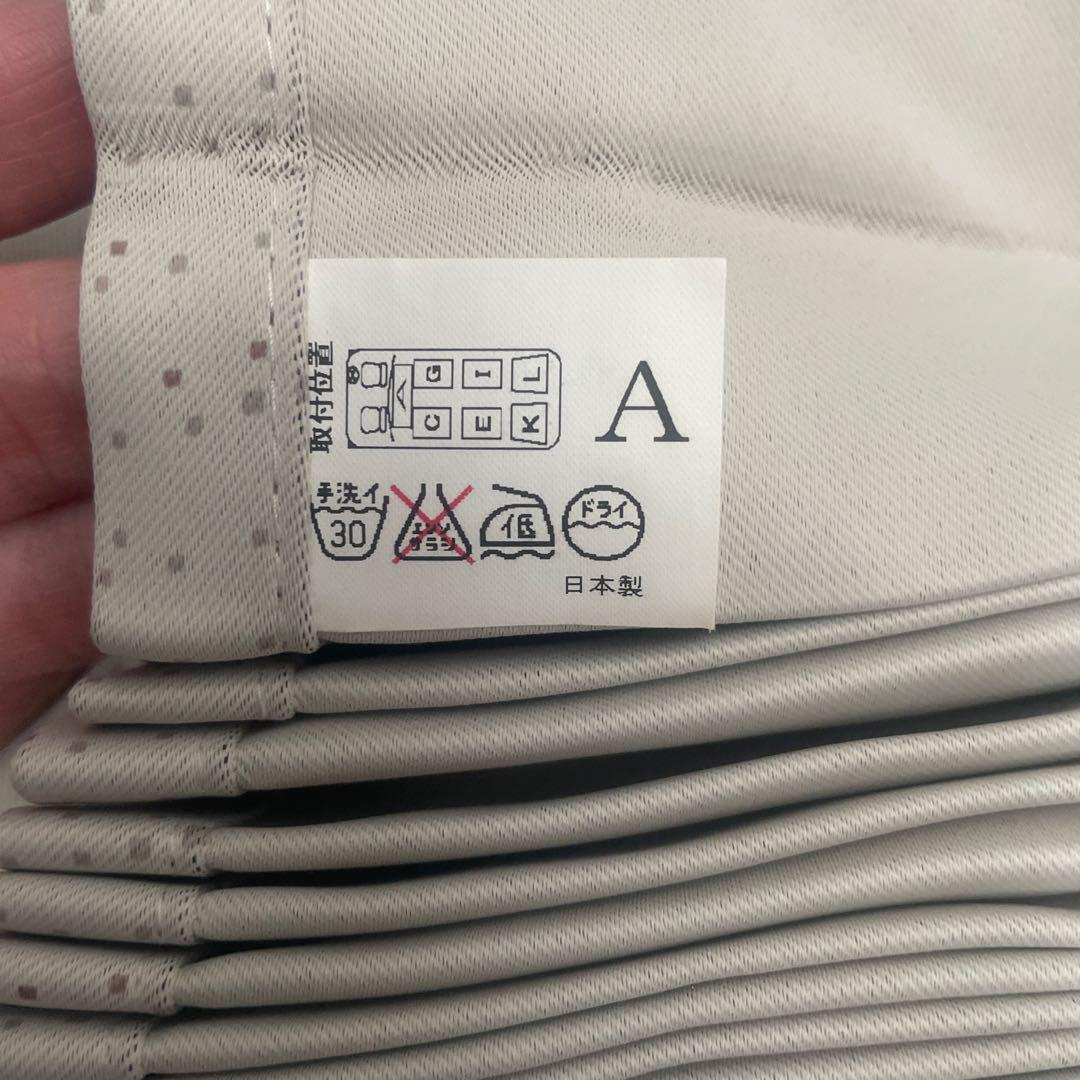 取付位置
G I L
C E K
A
手洗イ 30
エンソ サラシ
低
ドライ
日本製